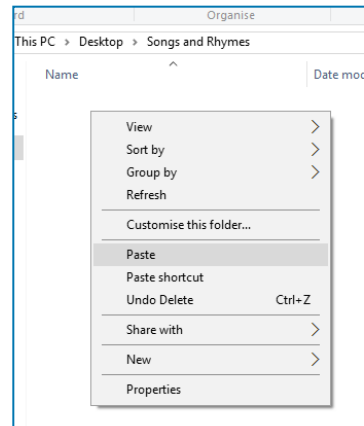 rd Organise
This PC > Desktop > Songs and Rhymes
Name Date mod
s
View
Sort by
Group by
Refresh
Customise this folder...
Paste
Paste shortcut
Undo Delete Ctrl+Z
Share with
New
Properties